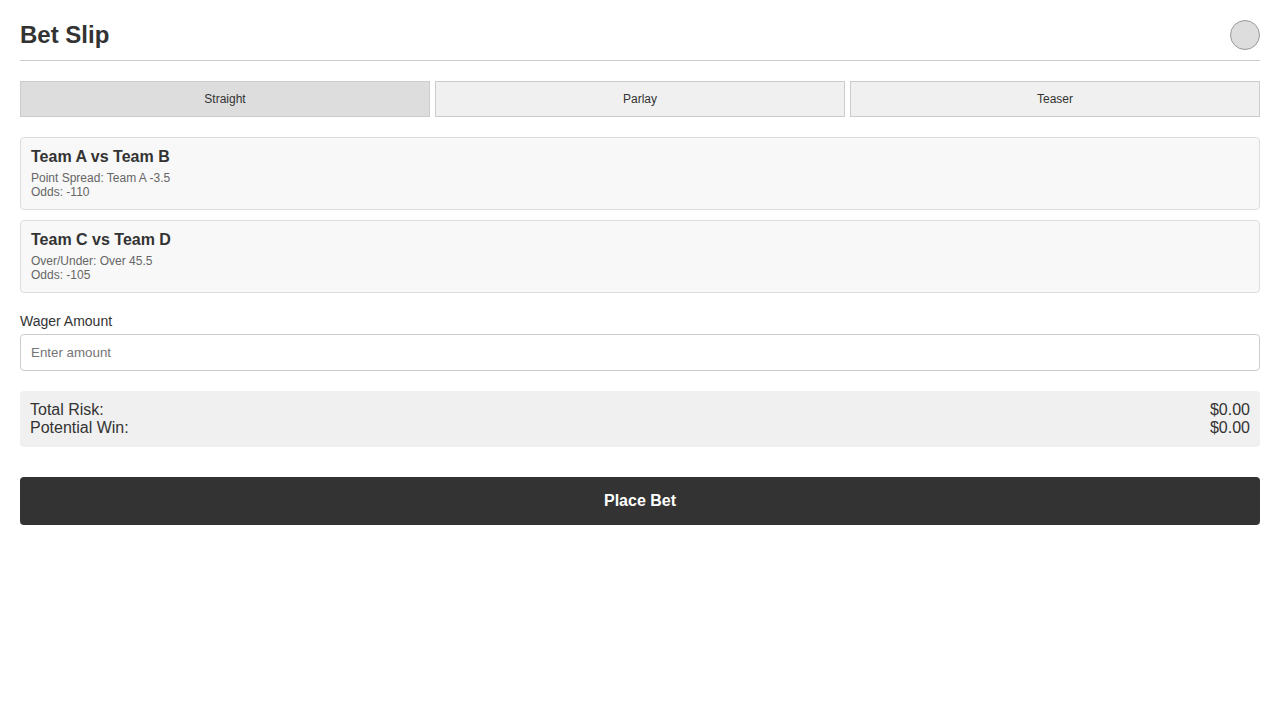 Bet Slip
Straight
Parlay
Teaser
Team A vs Team B
Point Spread: Team A -3.5
Odds: -110
Team C vs Team D
Over/Under: Over 45.5
Odds: -105
Wager Amount
Enter amount
Total Risk: $0.00
Potential Win: $0.00
Place Bet